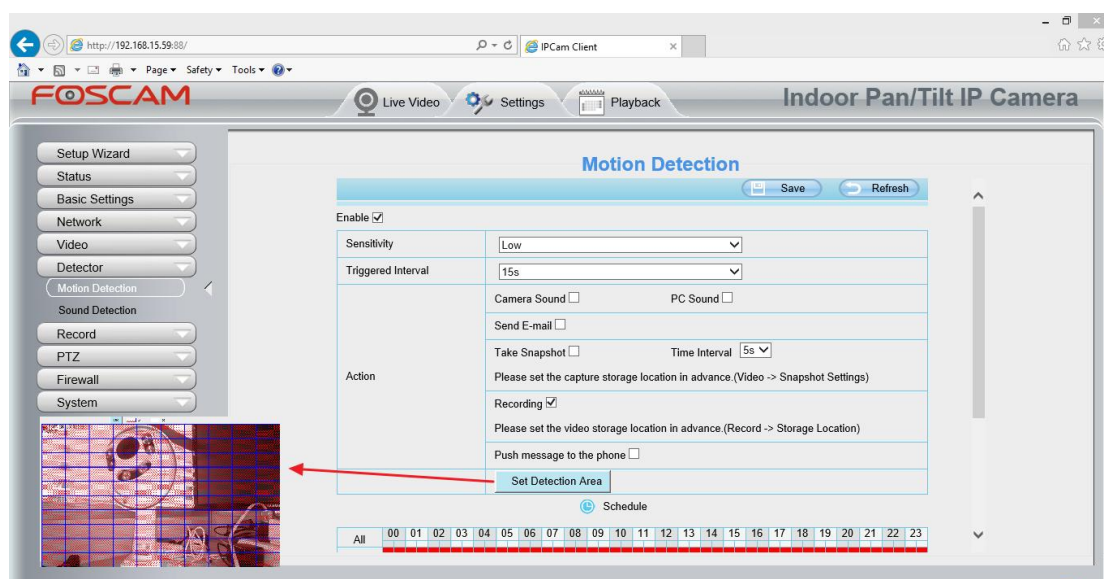 http://192.168.15.59:88/
IPCam Client
Page Safety Tools
FOSCAM
Live Video Settings Playback
Indoor Pan/Tilt IP Camera
Setup Wizard
Status
Basic Settings
Network
Video
Detector
Motion Detection
Sound Detection
Record
PTZ
Firewall
System
Motion Detection
Save Refresh
Enable
Sensitivity Low
Triggered Interval 15s
Action
Camera Sound PC Sound
Send E-mail
Take Snapshot Time Interval 5s
Please set the capture storage location in advance.(Video -> Snapshot Settings)
Recording
Please set the video storage location in advance.(Record -> Storage Location)
Push message to the phone
Set Detection Area
Schedule
All 00 01 02 03 04 05 06 07 08 09 10 11 12 13 14 15 16 17 18 19 20 21 22 23